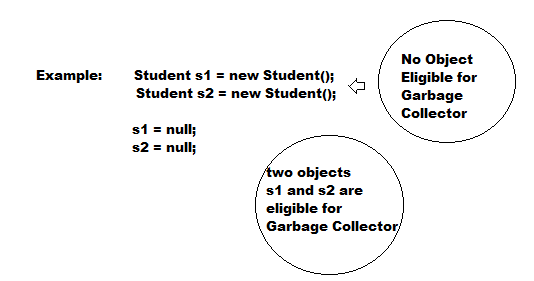 Example: Student s1 = new Student();
Student s2 = new Student();
s1 = null;
s2 = null;
No Object
Eligible for
Garbage
Collector
two objects
s1 and s2 are
eligible for
Garbage Collector